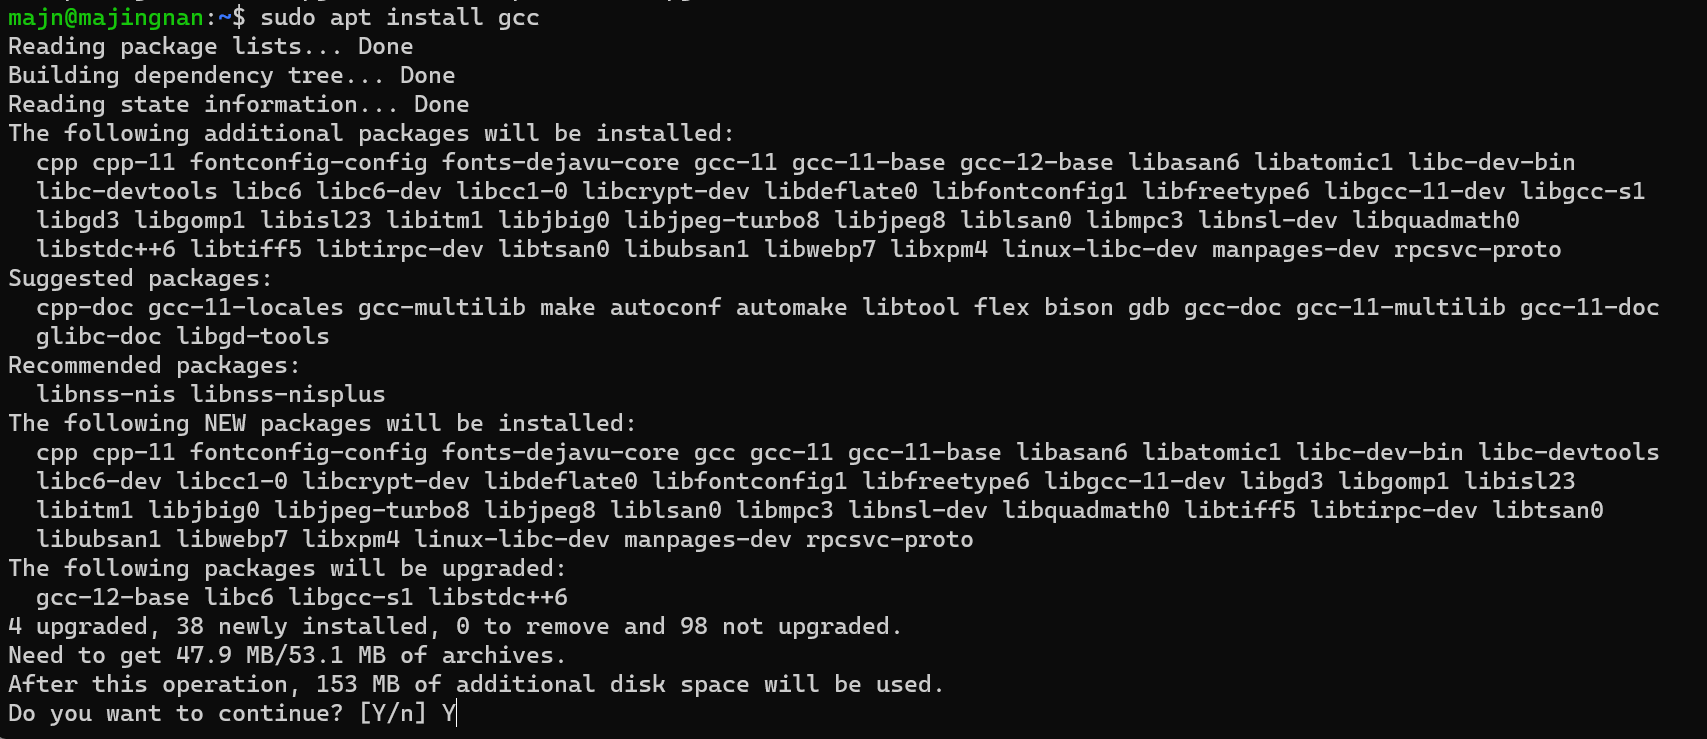 majn@majingnan:~$ sudo apt install gcc
Reading package lists... Done
Building dependency tree... Done
Reading state information... Done
The following additional packages will be installed:
  cpp cpp-11 fontconfig-config fonts-dejavu-core gcc-11 gcc-11-base gcc-12-base libasan6 libatomic1 libc-dev-bin
  libc-devtools libc6 libc6-dev libcc1-0 libcrypt-dev libdeflate0 libfontconfig1 libfreetype6 libgcc-11-dev libgcc-s1
  libgd3 libgomp1 libisl23 libitm1 libjbig0 libjpeg-turbo8 libjpeg8 liblsan0 libmpc3 libnsl-dev libquadmath0
  libstdc++6 libtiff5 libtirpc-dev libtsan0 libubsan1 libwebp7 libxpm4 linux-libc-dev manpages-dev rpcsvc-proto
Suggested packages:
  cpp-doc gcc-11-locales gcc-multilib make autoconf automake libtool flex bison gdb gcc-doc gcc-11-multilib gcc-11-doc
  glibc-doc libgd-tools
Recommended packages:
  libnss-nis libnss-nisplus
The following NEW packages will be installed:
  cpp cpp-11 fontconfig-config fonts-dejavu-core gcc gcc-11 gcc-11-base libasan6 libatomic1 libc-dev-bin libc-devtools
  libc6-dev libcc1-0 libcrypt-dev libdeflate0 libfontconfig1 libfreetype6 libgcc-11-dev libgd3 libgomp1 libisl23
  libitm1 libjbig0 libjpeg-turbo8 libjpeg8 liblsan0 libmpc3 libnsl-dev libquadmath0 libtiff5 libtirpc-dev libtsan0
  libubsan1 libwebp7 libxpm4 linux-libc-dev manpages-dev rpcsvc-proto
The following packages will be upgraded:
  gcc-12-base libc6 libgcc-s1 libstdc++6
4 upgraded, 38 newly installed, 0 to remove and 98 not upgraded.
Need to get 47.9 MB/53.1 MB of archives.
After this operation, 153 MB of additional disk space will be used.
Do you want to continue? [Y/n] Y